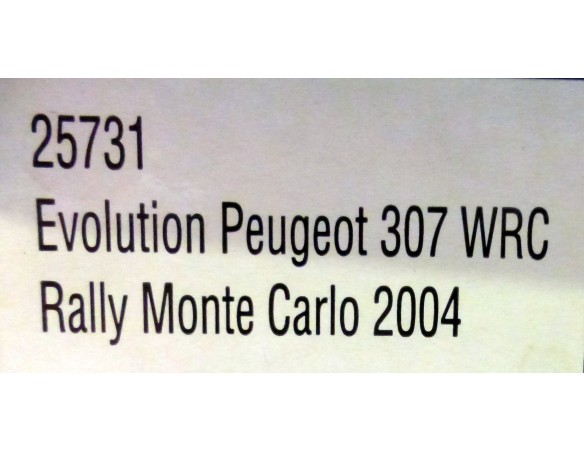 25731
Evolution Peugeot 307 WRC
Rally Monte Carlo 2004